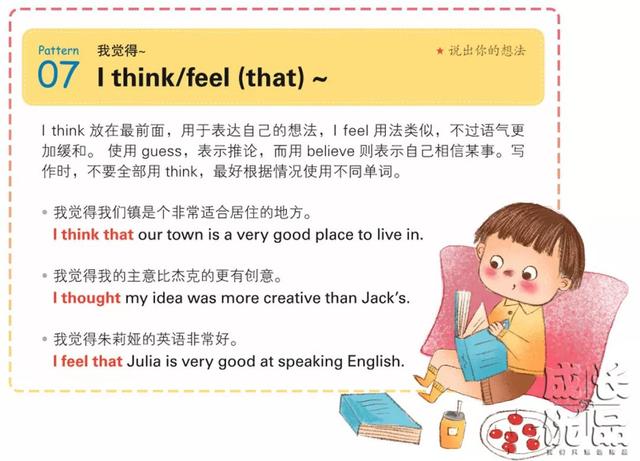 Pattern
07
我觉得~
I think/feel (that) ~
★ 说出你的想法
I think 放在最前面，用于表达自己的想法，I feel 用法类似，不过语气更
加缓和。 使用 guess，表示推论，而用 believe 则表示自己相信某事。写
作时，不要全部用 think，最好根据情况使用不同单词。
• 我觉得我们镇是个非常适合居住的地方。
I think that our town is a very good place to live in.
• 我觉得我的主意比杰克的更有创意。
I thought my idea was more creative than Jack's.
• 我觉得朱莉娅的英语非常好。
I feel that Julia is very good at speaking English.
成长